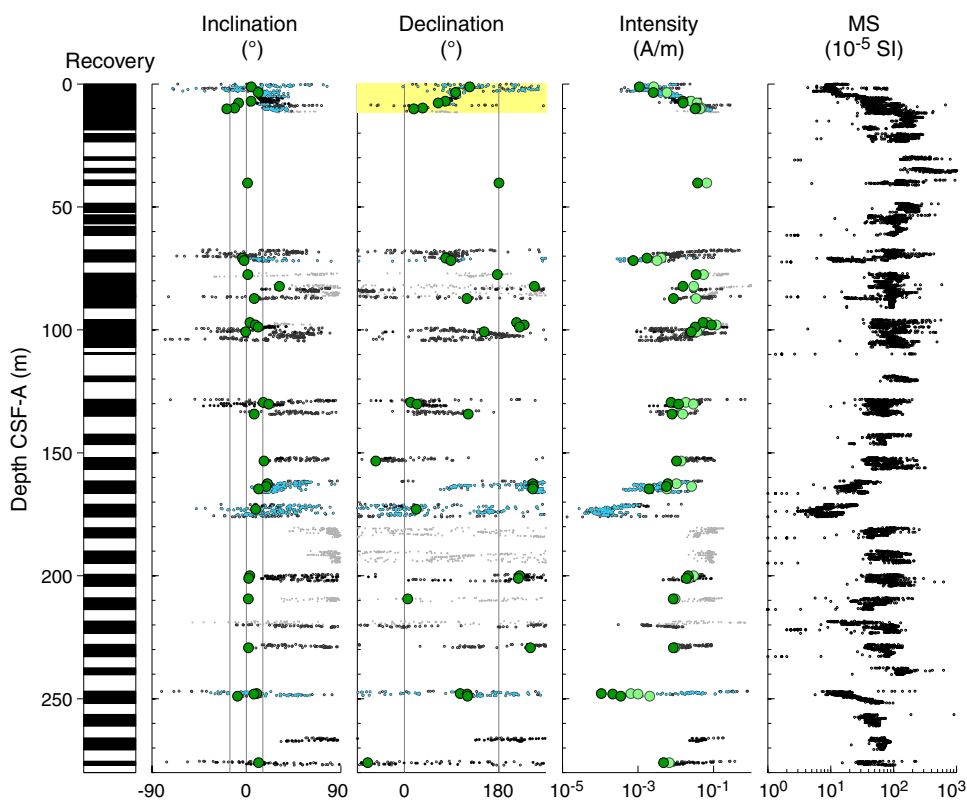 Recovery
Inclination
(°)
Declination
(°)
Intensity
(A/m)
MS
(10-5 SI)
Depth CSF-A (m)
0
50
100
150
200
250
-90 0 90
0 180
10-5 10-3 10-1
100 101 102 103